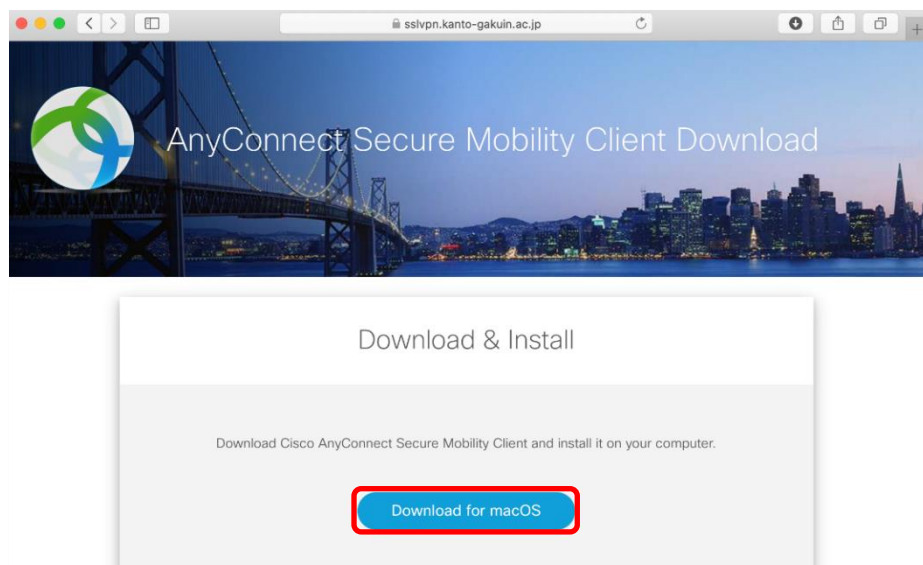 sslvpn.kanto-gakuin.ac.jp
AnyConnect Secure Mobility Client Download
Download & Install
Download Cisco AnyConnect Secure Mobility Client and install it on your computer.
Download for macOS